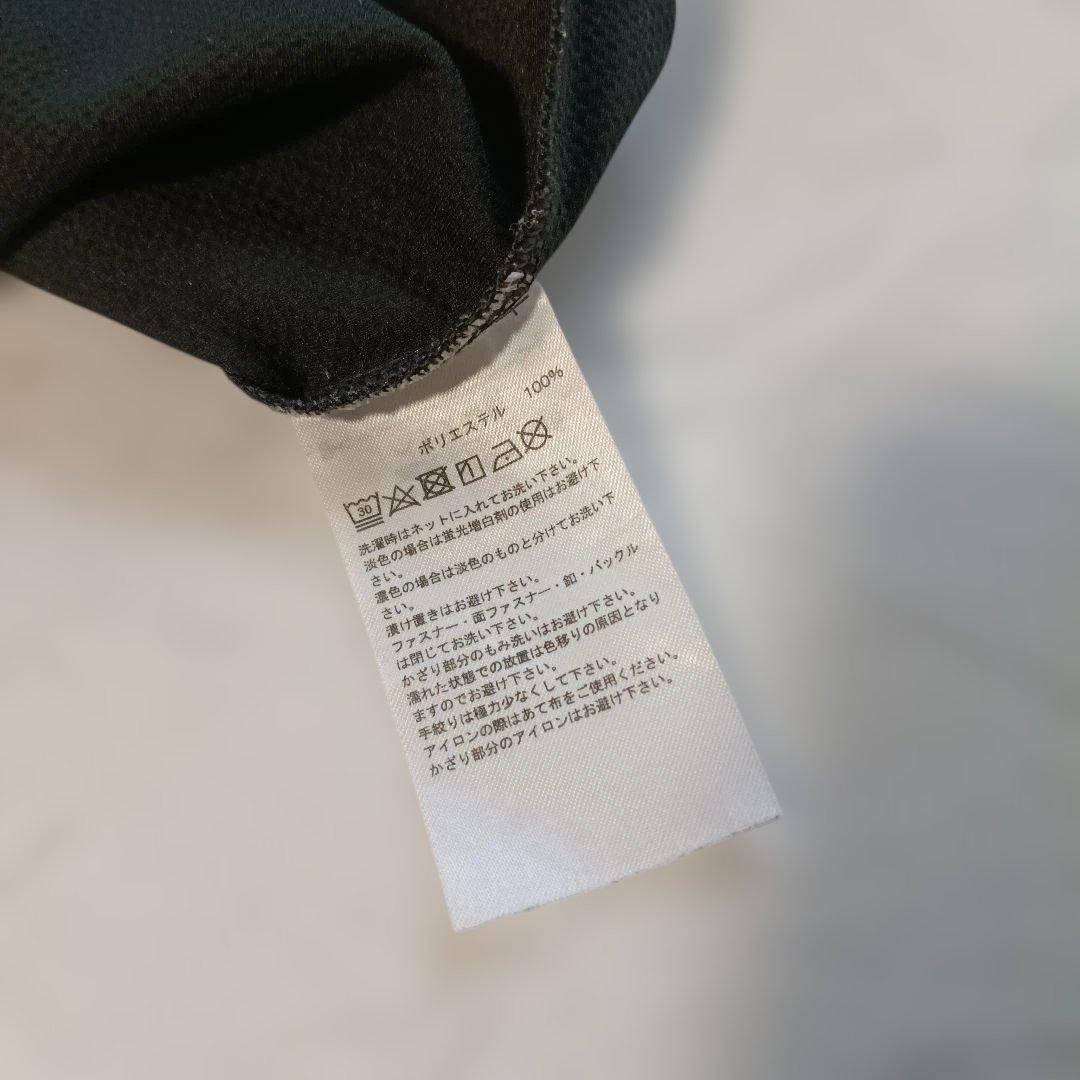 ポリエステル 100%
30
洗濯時はネットに入れてお洗い下さい。
淡色の場合は蛍光増白剤の使用はお避け下
さい。
濃色の場合は淡色のものと分けてお洗い下
さい。
漬け置きはお避け下さい。
ファスナー・面ファスナー・釦・バックル
は閉じてお洗い下さい。
かざり部分のもみ洗いはお避け下さい。
濡れた状態での放置は色移りの原因となり
ますのでお避け下さい。
手絞りは極力少なくして下さい。
アイロンの際はあて布をご使用ください。
かざり部分のアイロンはお避け下さい。